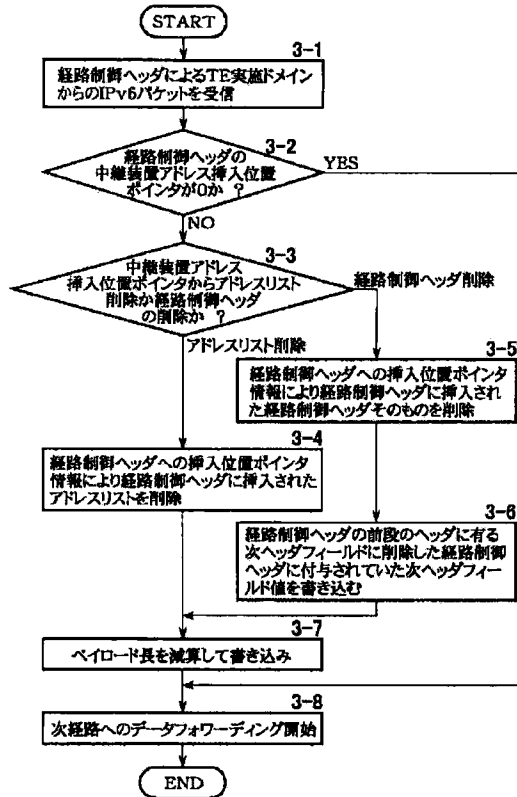 START
3-1
経路制御ヘッダによるTE実施ドメイン
からのIPv6パケットを受信
3-2
経路制御ヘッダの
中継装置アドレス挿入位置
ポインタが0か ?
YES
NO
3-3
中継装置アドレス
挿入位置ポインタからアドレスリスト
削除か経路制御ヘッダ
の削除か ?
経路制御ヘッダ削除
アドレスリスト削除
3-5
経路制御ヘッダへの挿入位置ポインタ
情報により経路制御ヘッダに挿入され
た経路制御ヘッダそのものを削除
3-4
経路制御ヘッダへの挿入位置ポインタ
情報により経路制御ヘッダに挿入された
アドレスリストを削除
3-6
経路制御ヘッダの前段のヘッダに有る
次ヘッダフィールドに削除した経路制御
ヘッダに付与されていた次ヘッダフィー
ルド値を書き込む
3-7
ペイロード長を減算して書き込み
3-8
次経路へのデータフォワーディング開始
END